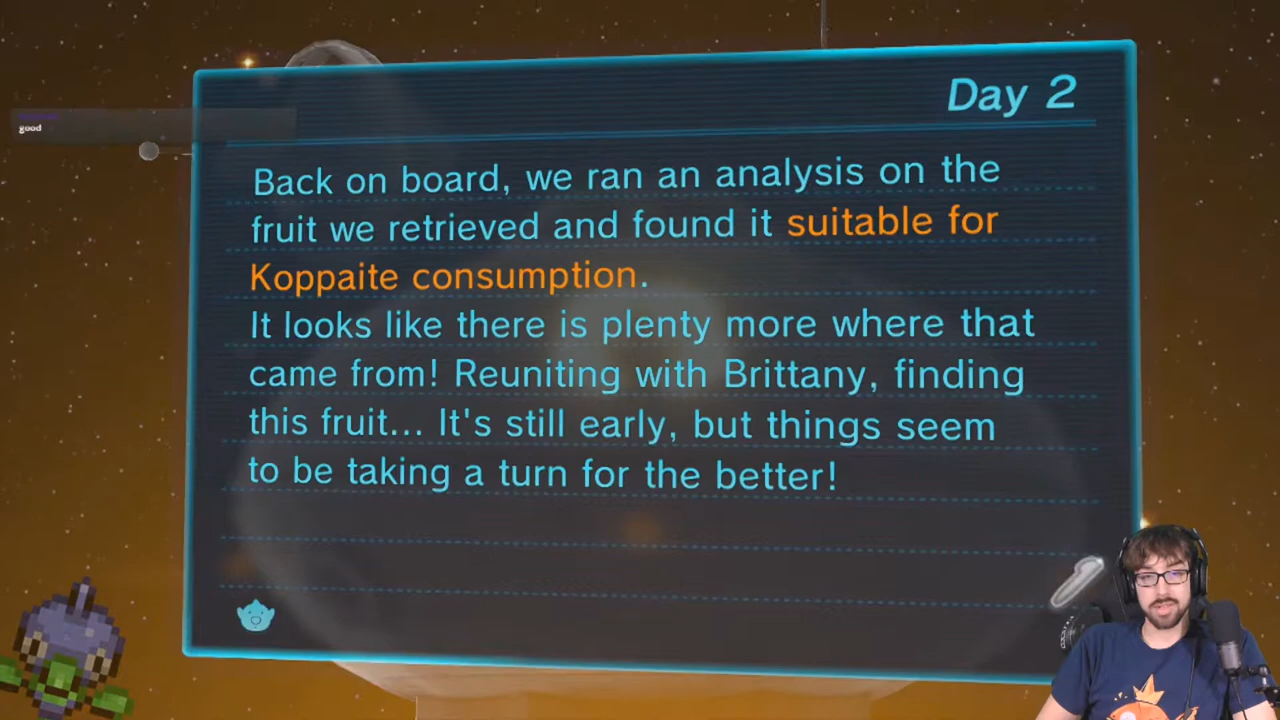 Day 2
good
Back on board, we ran an analysis on the
fruit we retrieved and found it suitable for
Koppaite consumption.
It looks like there is plenty more where that
came from! Reuniting with Brittany, finding
this fruit... It's still early, but things seem
to be taking a turn for the better!